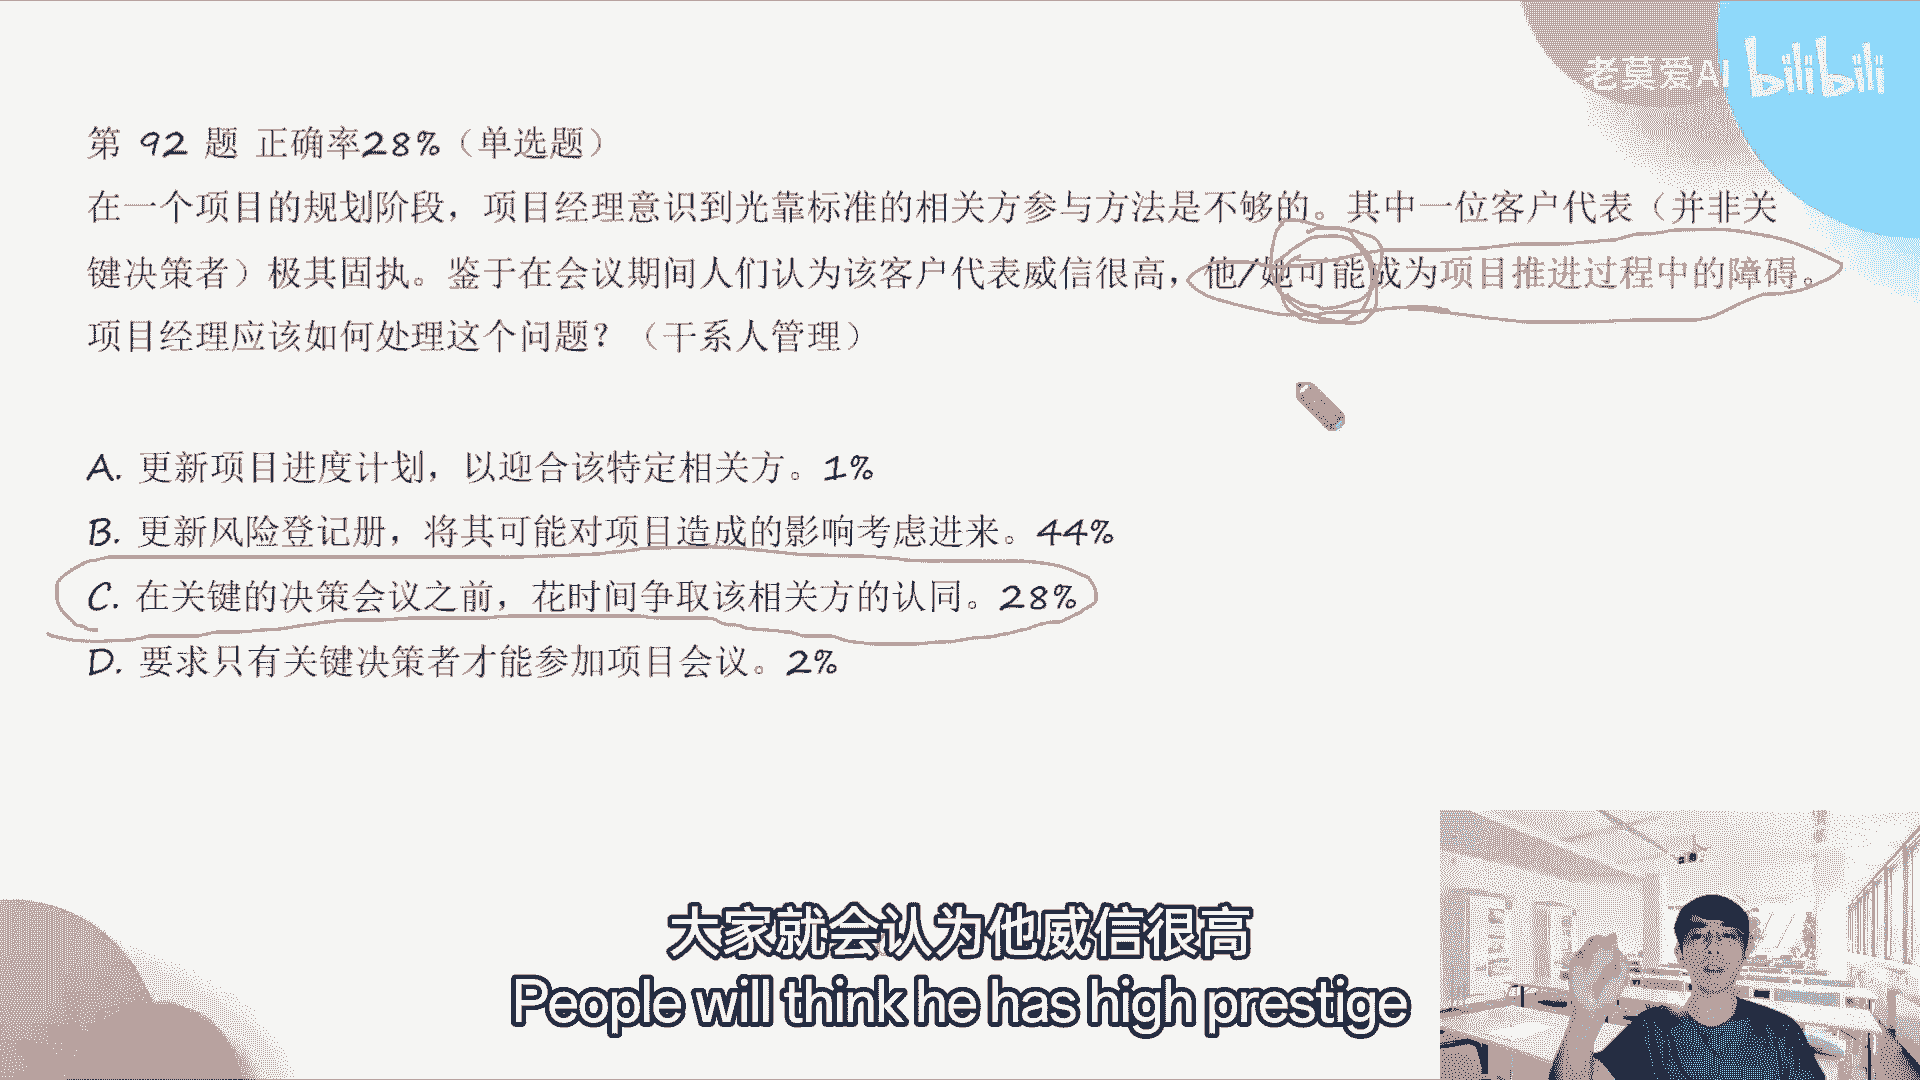 老莫爱AI bilibili
第 92 题 正确率28%（单选题）
在一个项目的规划阶段，项目经理意识到光靠标准的相关方参与方法是不够的。其中一位客户代表（并非关
键决策者）极其固执。鉴于在会议期间人们认为该客户代表威信很高，他/她可能成为项目推进过程中的障碍。
项目经理应该如何处理这个问题？（干系人管理）
A. 更新项目进度计划，以迎合该特定相关方。1%
B. 更新风险登记册，将其可能对项目造成的影响考虑进来。44%
C. 在关键的决策会议之前，花时间争取该相关方的认同。28%
D. 要求只有关键决策者才能参加项目会议。2%
大家就会认为他威信很高
People will think he has high prestige